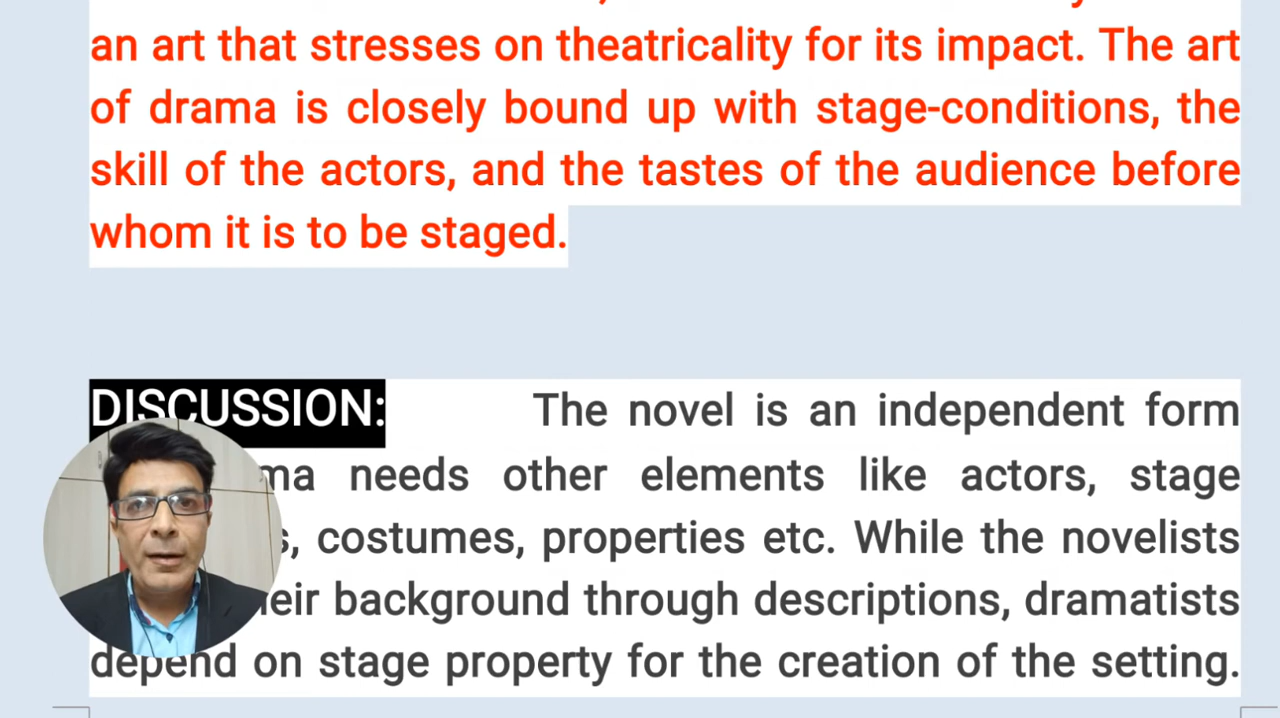 an art that stresses on theatricality for its impact. The art
of drama is closely bound up with stage-conditions, the
skill of the actors, and the tastes of the audience before
whom it is to be staged.
DISCUSSION: The novel is an independent form
needs other elements like actors, stage
costumes, properties etc. While the novelists
background through descriptions, dramatists
depend on stage property for the creation of the setting.